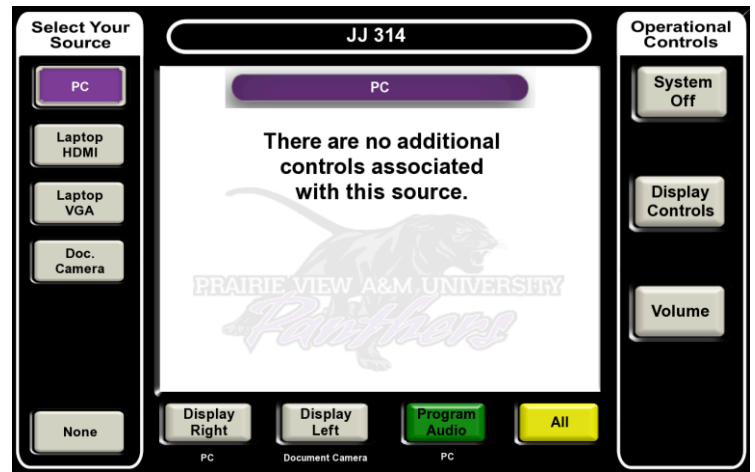 Select Your
Source
PC
Laptop
HDMI
Laptop
VGA
Doc.
Camera
None
JJ 314
PC
There are no additional
controls associated
with this source.
PRAIRIE VIEW A&M UNIVERSITY
Panthers
Display
Right
PC
Display
Left
Document Camera
Program
Audio
PC
All
Operational
Controls
System
Off
Display
Controls
Volume